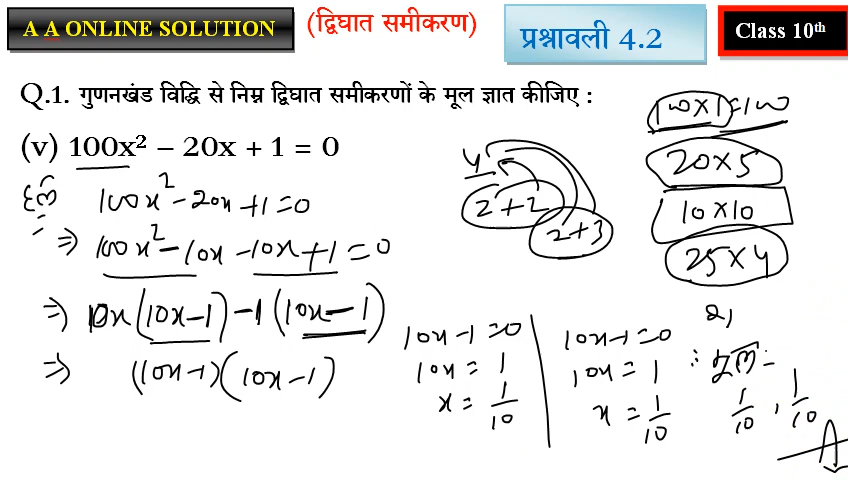 A A ONLINE SOLUTION
(द्विघात समीकरण)
प्रश्नावली 4.2
Class 10th
Q.1. गुणनखंड विद्धि से निम्न द्विघात समीकरणों के मूल ज्ञात कीजिए :
(v) 100x² – 20x + 1 = 0
हल
100x² - 20x + 1 = 0
⇒ 100x² - 10x - 10x + 1 = 0
⇒ 10x (10x - 1) - 1 (10x - 1)
⇒ (10x - 1) (10x - 1)
4
2 + 2
2 + 3
100 x 1 = 100
20 x 5
10 x 10
25 x 4
10x - 1 = 0
10x = 1
x = 1/10
10x - 1 = 0
10x = 1
x = 1/10
2,
∴ मूल -
1/10 , 1/10
A